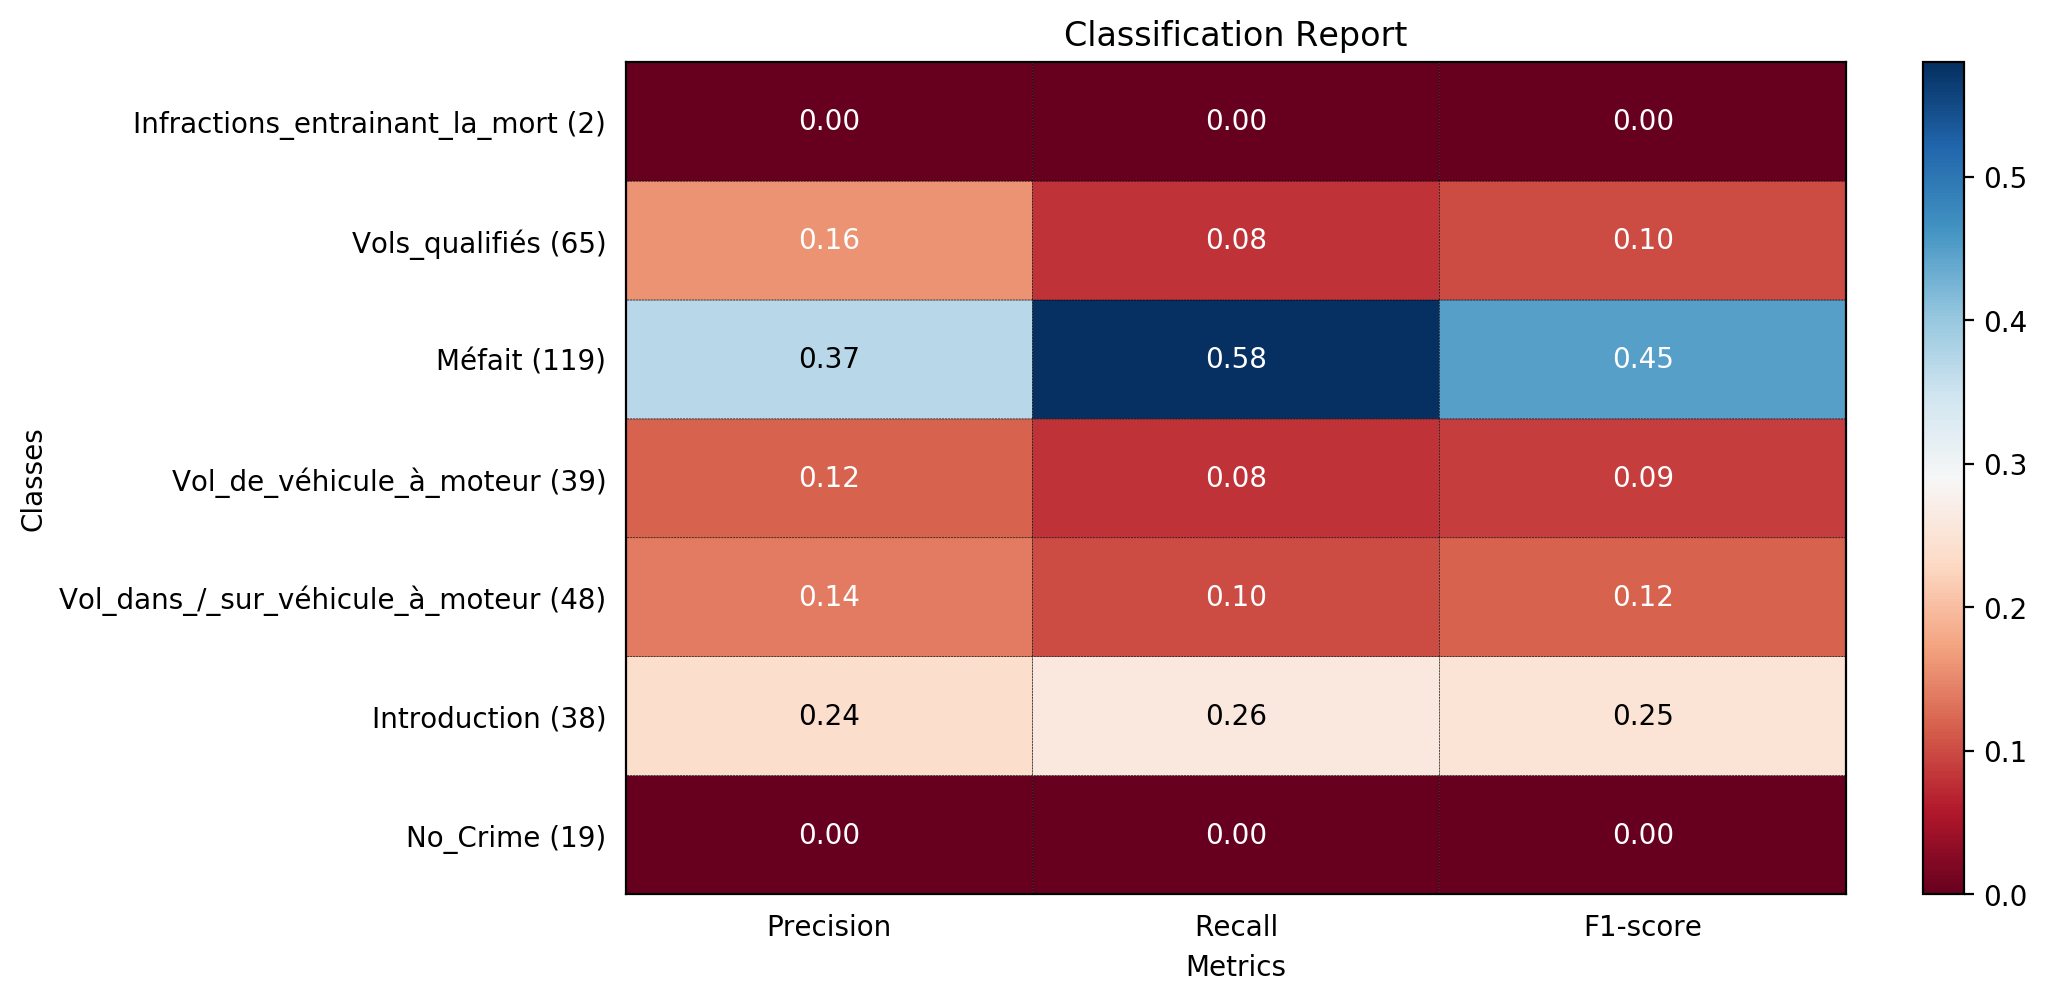 Classification Report
Infractions_entrainant_la_mort (2) 0.00 0.00 0.00
Vols_qualifiés (65) 0.16 0.08 0.10
Méfait (119) 0.37 0.58 0.45
Vol_de_véhicule_à_moteur (39) 0.12 0.08 0.09
Vol_dans_/_sur_véhicule_à_moteur (48) 0.14 0.10 0.12
Introduction (38) 0.24 0.26 0.25
No_Crime (19) 0.00 0.00 0.00
Classes
Precision Recall F1-score
Metrics
0.5
0.4
0.3
0.2
0.1
0.0